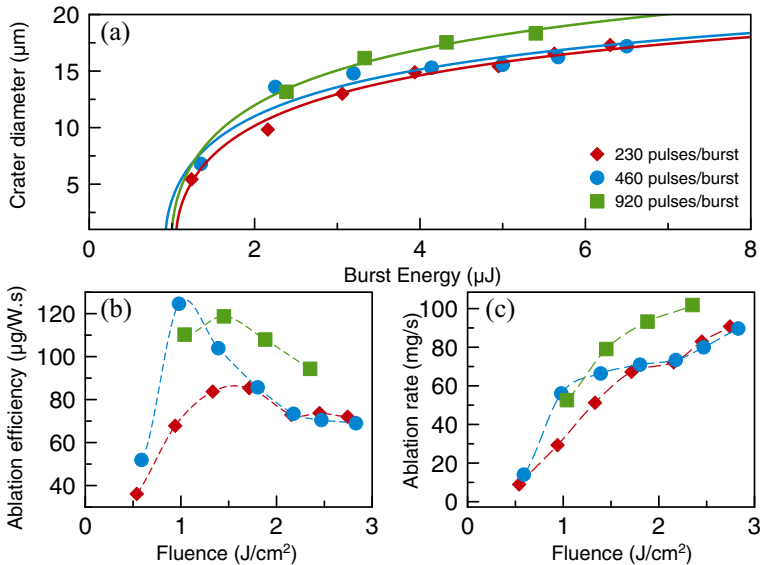 (a)
Crater diameter (µm)
20
15
10
5
0 2 4 6 8
Burst Energy (µJ)
230 pulses/burst
460 pulses/burst
920 pulses/burst
(b)
Ablation efficiency (µg/W.s)
120
100
80
60
40
0 1 2 3
Fluence (J/cm²)
(c)
Ablation rate (mg/s)
100
80
60
40
20
0
0 1 2 3
Fluence (J/cm²)